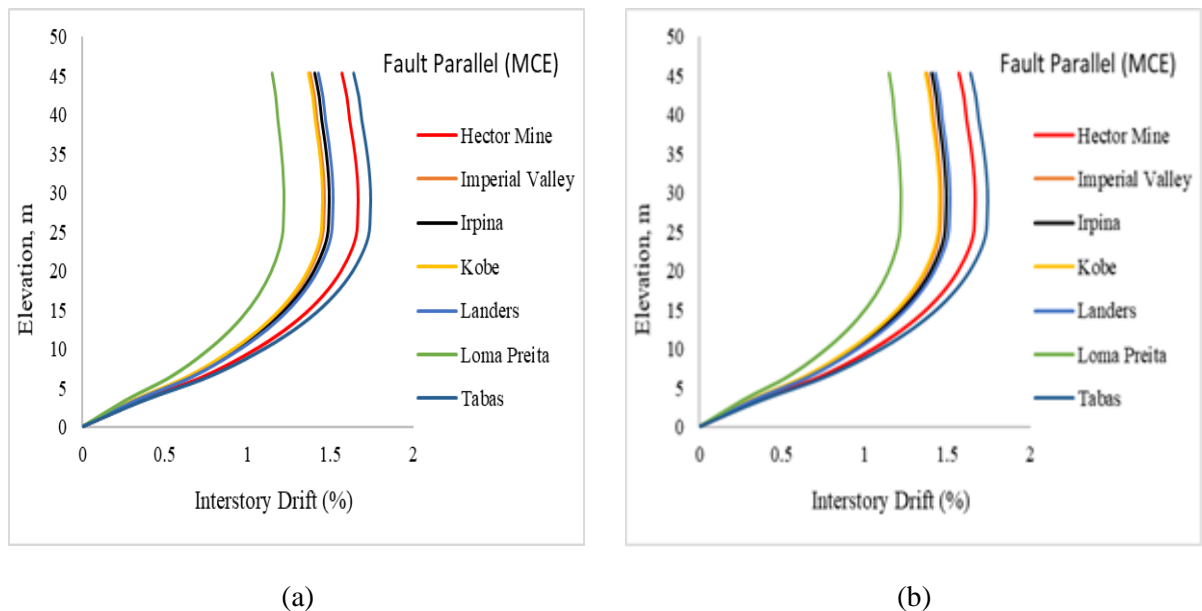 Fault Parallel (MCE)
50
45
40
35
30
25
20
15
10
5
0
Elevation, m
0 0.5 1 1.5 2
Interstory Drift (%)
Hector Mine
Imperial Valley
Irpina
Kobe
Landers
Loma Preita
Tabas
(a)
Fault Parallel (MCE)
50
45
40
35
30
25
20
15
10
5
0
Elevation, m
0 0.5 1 1.5 2
Interstory Drift (%)
Hector Mine
Imperial Valley
Irpina
Kobe
Landers
Loma Preita
Tabas
(b)